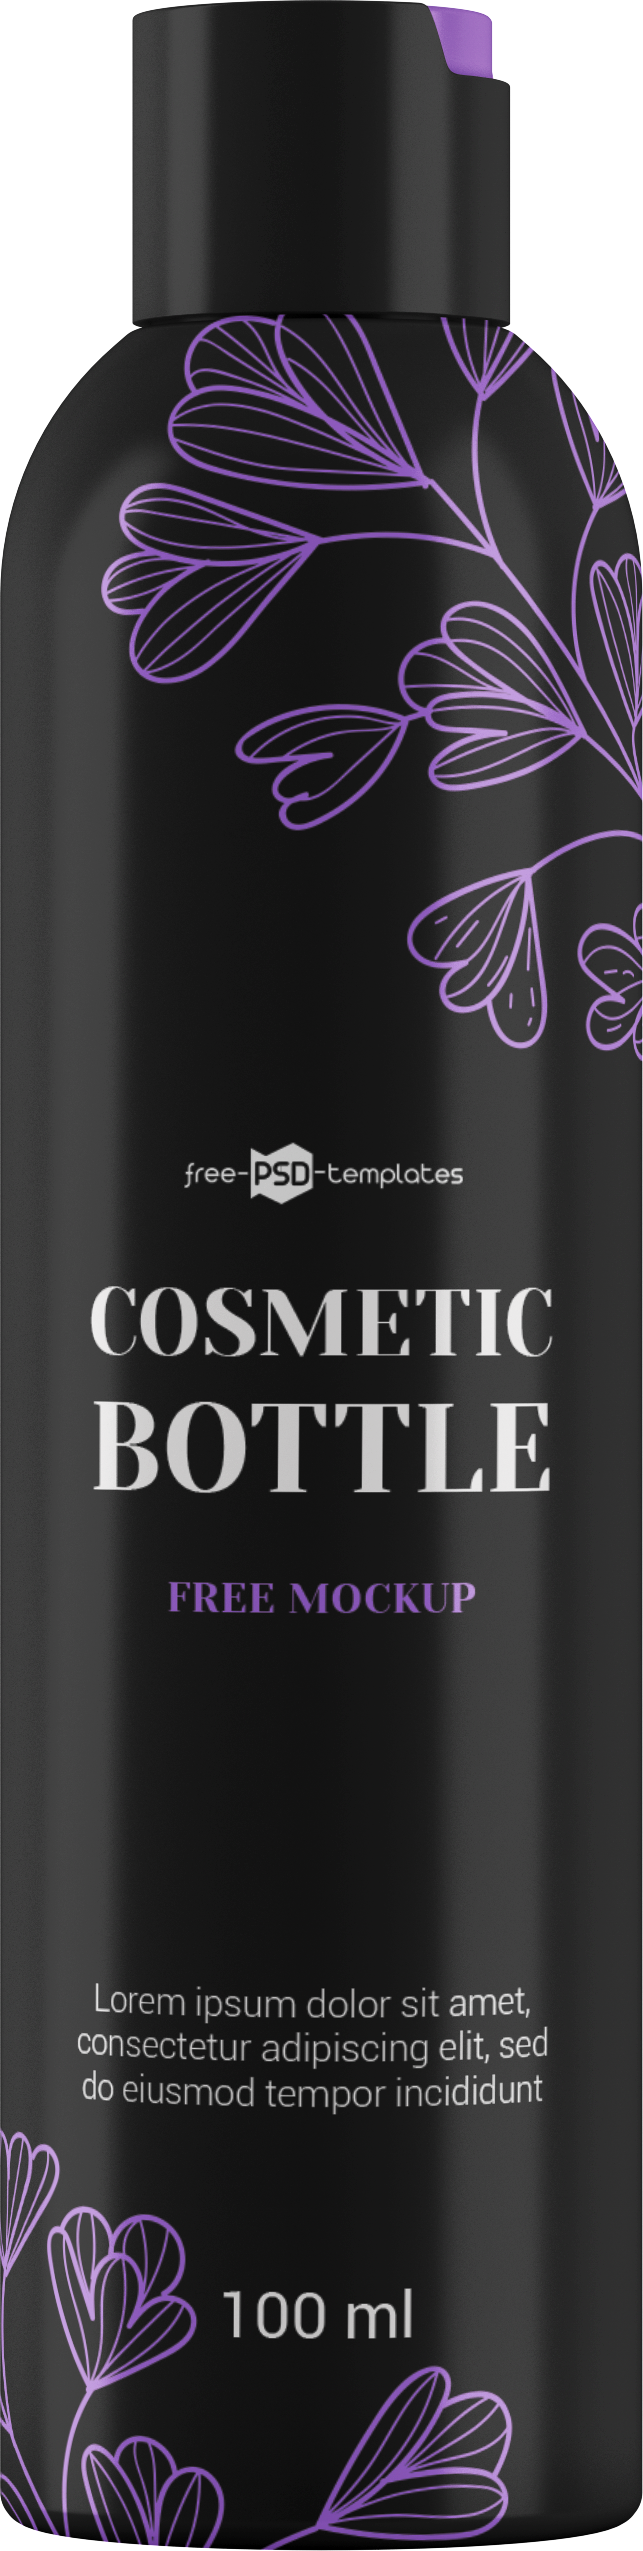 free-PSD-templates
COSMETIC
BOTTLE
FREE MOCKUP
Lorem ipsum dolor sit amet,
consectetur adipiscing elit, sed
do eiusmod tempor incididunt
100 ml